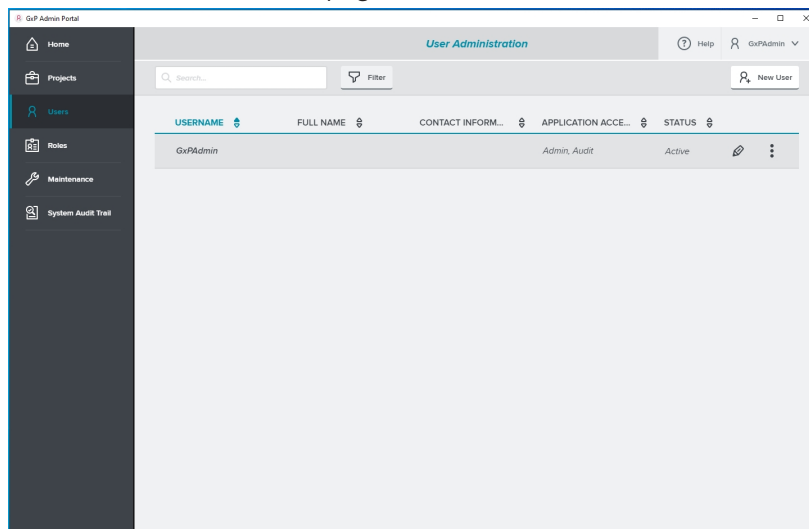 GxP Admin Portal
Home
User Administration
Help
GxPAdmin
Projects
Search...
Filter
New User
Users
USERNAME FULL NAME CONTACT INFORM... APPLICATION ACCE... STATUS
Roles
GxPAdmin Admin, Audit Active
Maintenance
System Audit Trail